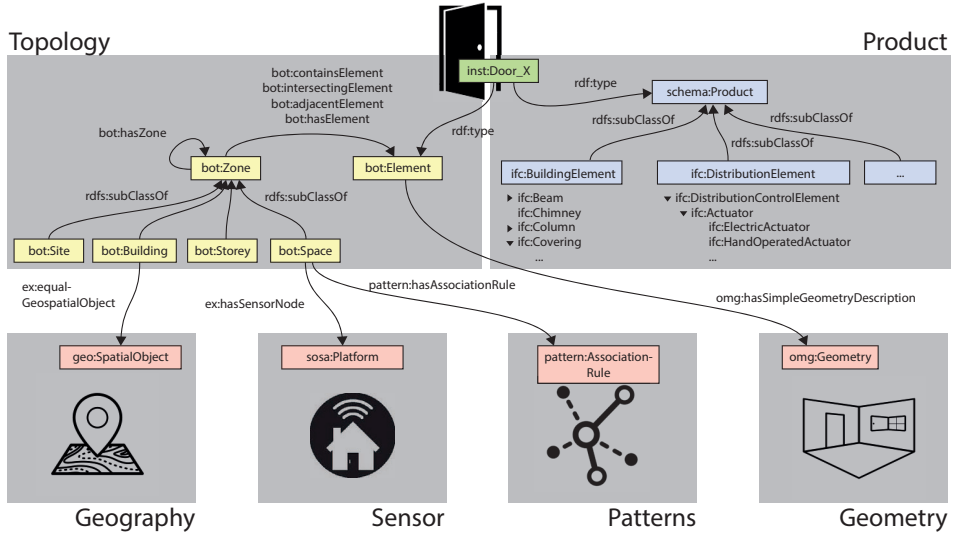 Topology
Product
inst:Door_X
bot:containsElement
bot:intersectingElement
bot:adjacentElement
bot:hasElement
rdf:type
rdf:type
schema:Product
bot:hasZone
rdfs:subClassOf
rdfs:subClassOf
rdfs:subClassOf
bot:Zone
bot:Element
ifc:BuildingElement
ifc:DistributionElement
...
rdfs:subClassOf
rdfs:subClassOf
ifc:Beam
ifc:Chimney
ifc:Column
ifc:Covering
...
ifc:DistributionControlElement
ifc:Actuator
ifc:ElectricActuator
ifc:HandOperatedActuator
...
bot:Site
bot:Building
bot:Storey
bot:Space
ex:equal-
GeospatialObject
ex:hasSensorNode
pattern:hasAssociationRule
omg:hasSimpleGeometryDescription
geo:SpatialObject
sosa:Platform
pattern:Association-
Rule
omg:Geometry
Geography
Sensor
Patterns
Geometry